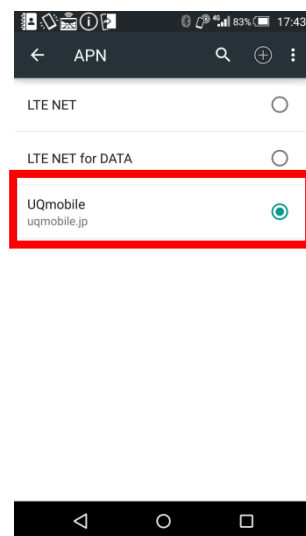 83% 17:43
APN
LTE NET
LTE NET for DATA
UQmobile
uqmobile.jp